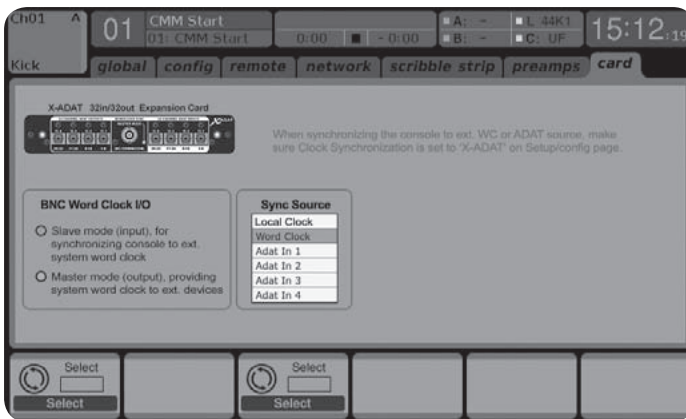 Ch01 A
01
CMM Start
01: CMM Start
0:00 - 0:00
A: -
B: -
L 44K1
C: UF
15:12:19
Kick
global config remote network scribble strip preamps card
X-ADAT 32in/32out Expansion Card
When synchronizing the console to ext. WC or ADAT source, make
sure Clock Synchronization is set to 'X-ADAT' on Setup/config page.
BNC Word Clock I/O
Slave mode (input), for
synchronizing console to ext.
system word clock
Master mode (output), providing
system word clock to ext. devices
Sync Source
Local Clock
Word Clock
Adat In 1
Adat In 2
Adat In 3
Adat In 4
Select
Select
Select
Select